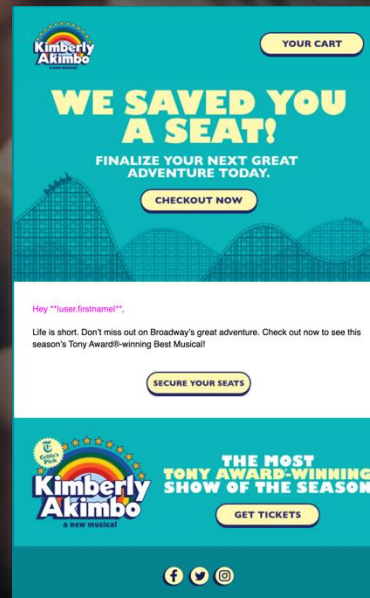 Kimberly
Akimbo
a new musical
YOUR CART
WE SAVED YOU
A SEAT!
FINALIZE YOUR NEXT GREAT
ADVENTURE TODAY.
CHECKOUT NOW
Hey **!user.firstname!**,
Life is short. Don't miss out on Broadway's great adventure. Check out now to see this
season's Tony Award®-winning Best Musical!
SECURE YOUR SEATS
Critic's
Pick
Kimberly
Akimbo
a new musical
THE MOST
TONY AWARD-WINNING
SHOW OF THE SEASON
GET TICKETS